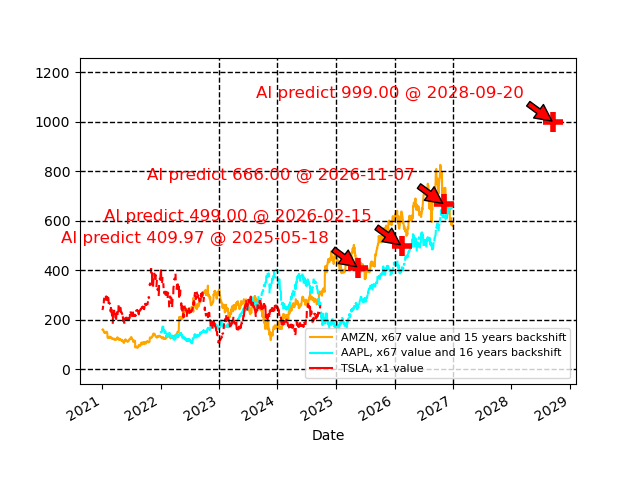 1200
AI predict 999.00 @ 2028-09-20
1000
800
AI predict 666.00 @ 2026-11-07
600
AI predict 499.00 @ 2026-02-15
AI predict 409.97 @ 2025-05-18
400
200
AMZN, x67 value and 15 years backshift
AAPL, x67 value and 16 years backshift
TSLA, x1 value
0
2021 2022 2023 2024 2025 2026 2027 2028 2029
Date